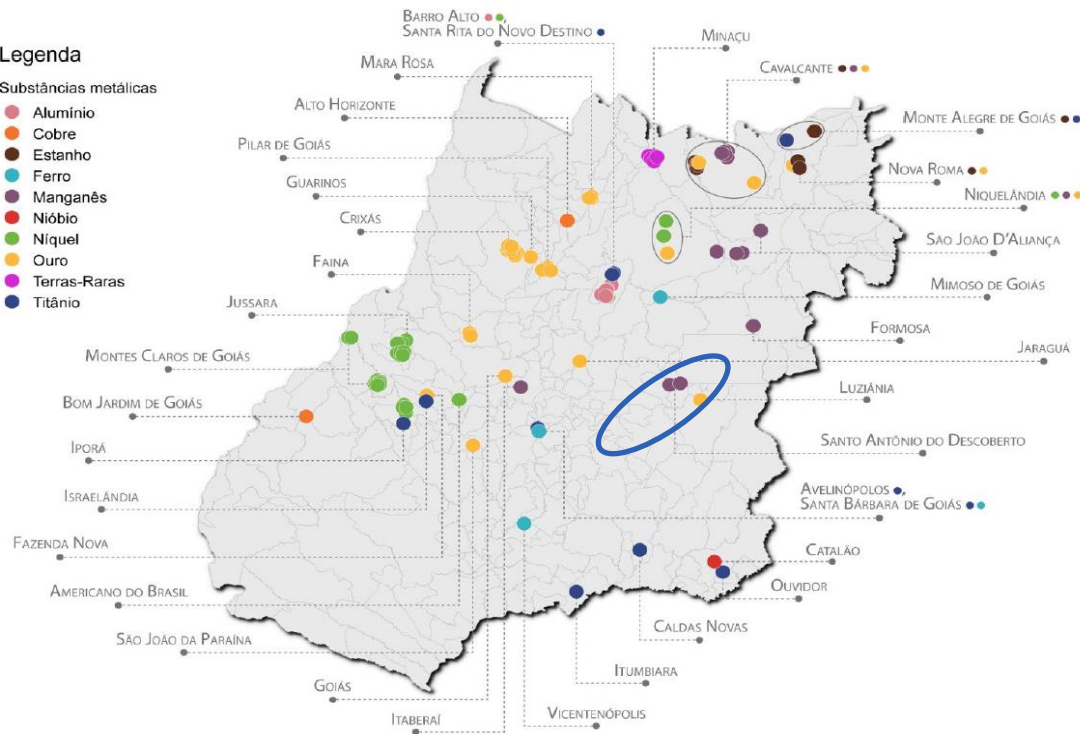 Legenda
Substâncias metálicas
Alumínio
Cobre
Estanho
Ferro
Manganês
Nióbio
Níquel
Ouro
Terras-Raras
Titânio
BARRO ALTO
SANTA RITA DO NOVO DESTINO
MARA ROSA
ALTO HORIZONTE
PILAR DE GOIÁS
GUARINOS
CRIXÁS
FAINA
JUSSARA
MONTES CLAROS DE GOIÁS
BOM JARDIM DE GOIÁS
IPORÁ
ISRAELÂNDIA
FAZENDA NOVA
AMERICANO DO BRASIL
SÃO JOÃO DA PARAÍNA
GOIÁS
ITABERAÍ
VICENTENÓPOLIS
ITUMBIARA
CALDAS NOVAS
OUVIDOR
CATALÃO
AVELINÓPOLOS ,
SANTA BÁRBARA DE GOIÁS
SANTO ANTÔNIO DO DESCOBERTO
LUZIÂNIA
JARAGUÁ
FORMOSA
MIMOSO DE GOIÁS
SÃO JOÃO D'ALIANÇA
NIQUELÂNDIA
NOVA ROMA
MONTE ALEGRE DE GOIÁS
CAVALCANTE
MINAÇU